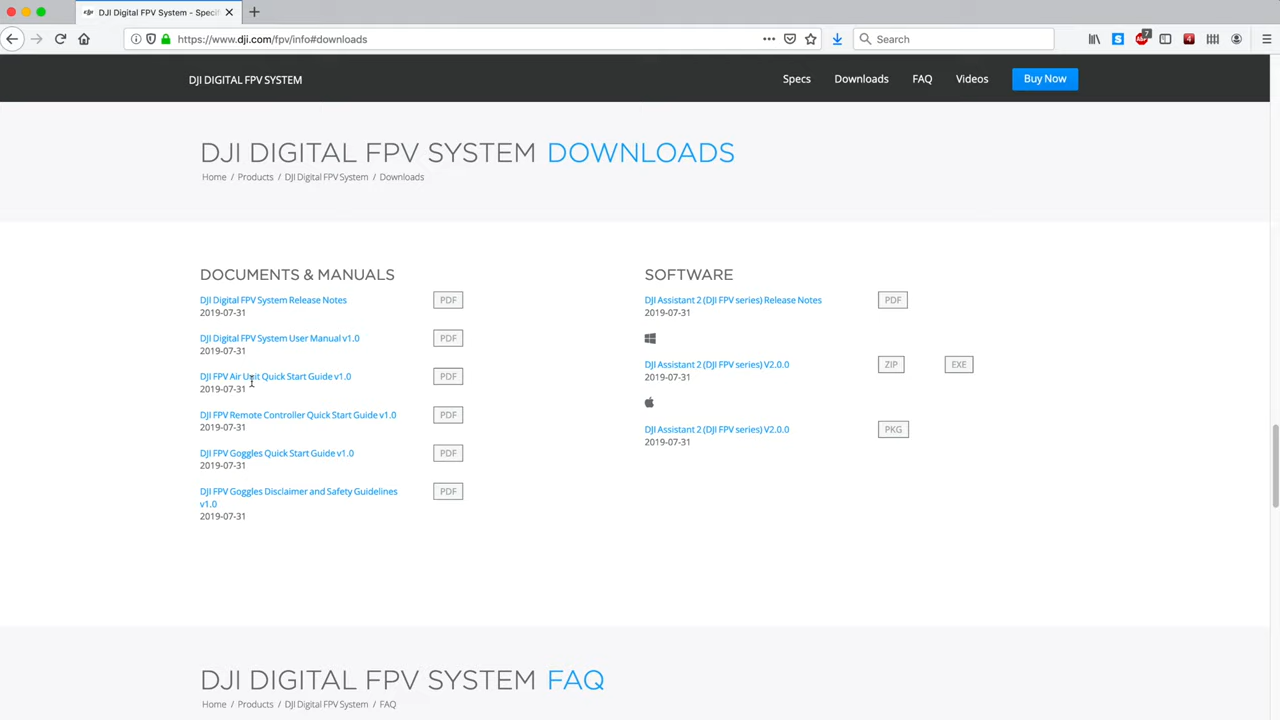 DJI Digital FPV System - Specif
https://www.dji.com/fpv/info#downloads
Search
7
4
DJI DIGITAL FPV SYSTEM
Specs
Downloads
FAQ
Videos
Buy Now
DJI DIGITAL FPV SYSTEM DOWNLOADS
Home / Products / DJI Digital FPV System / Downloads
DOCUMENTS & MANUALS
DJI Digital FPV System Release Notes
PDF
2019-07-31
DJI Digital FPV System User Manual v1.0
PDF
2019-07-31
DJI FPV Air Unit Quick Start Guide v1.0
PDF
2019-07-31
DJI FPV Remote Controller Quick Start Guide v1.0
PDF
2019-07-31
DJI FPV Goggles Quick Start Guide v1.0
PDF
2019-07-31
DJI FPV Goggles Disclaimer and Safety Guidelines
v1.0
PDF
2019-07-31
SOFTWARE
DJI Assistant 2 (DJI FPV series) Release Notes
PDF
2019-07-31
DJI Assistant 2 (DJI FPV series) V2.0.0
ZIP
EXE
2019-07-31
DJI Assistant 2 (DJI FPV series) V2.0.0
PKG
2019-07-31
DJI DIGITAL FPV SYSTEM FAQ
Home / Products / DJI Digital FPV System / FAQ